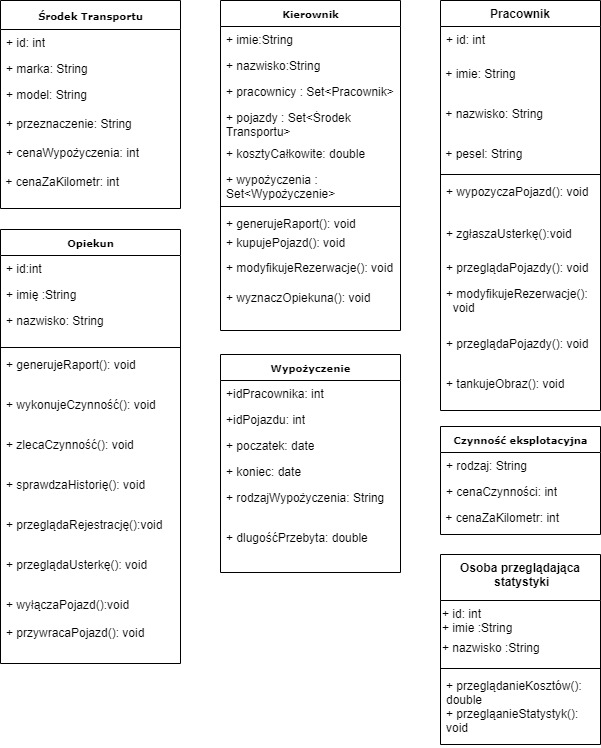 Środek Transportu
+ id: int
+ marka: String
+ model: String
+ przeznaczenie: String
+ cenaWypożyczenia: int
+ cenaZaKilometr: int
Opiekun
+ id:int
+ imię :String
+ nazwisko: String
+ generujeRaport(): void
+ wykonujeCzynność(): void
+ zlecaCzynność(): void
+ sprawdzaHistorię(): void
+ przeglądaRejestrację():void
+ przeglądaUsterkę(): void
+ wyłączaPojazd():void
+ przywracaPojazd(): void
Kierownik
+ imie:String
+ nazwisko:String
+ pracownicy : Set<Pracownik>
+ pojazdy : Set<Środek
Transportu>
+ kosztyCałkowite: double
+ wypożyczenia :
Set<Wypożyczenie>
+ generujeRaport(): void
+ kupujePojazd(): void
+ modyfikujeRezerwacje(): void
+ wyznaczOpiekuna(): void
Wypożyczenie
+idPracownika: int
+idPojazdu: int
+ poczatek: date
+ koniec: date
+ rodzajWypożyczenia: String
+ dlugośćPrzebyta: double
Pracownik
+ id: int
+ imie: String
+ nazwisko: String
+ pesel: String
+ wypozyczaPojazd(): void
+ zgłaszaUsterkę():void
+ przeglądaPojazdy(): void
+ modyfikujeRezerwacje():
void
+ przeglądaPojazdy(): void
+ tankujeObraz(): void
Czynność eksplotacyjna
+ rodzaj: String
+ cenaCzynności: int
+ cenaZaKilometr: int
Osoba przeglądająca
statystyki
+ id: int
+ imie :String
+ nazwisko :String
+ przeglądanieKosztów():
double
+ przegląanieStatystyk():
void